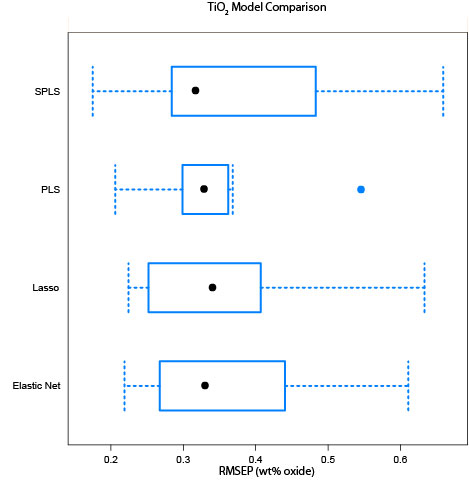 TiO₂ Model Comparison
SPLS
PLS
Lasso
Elastic Net
0.2 0.3 0.4 0.5 0.6
RMSEP (wt% oxide)